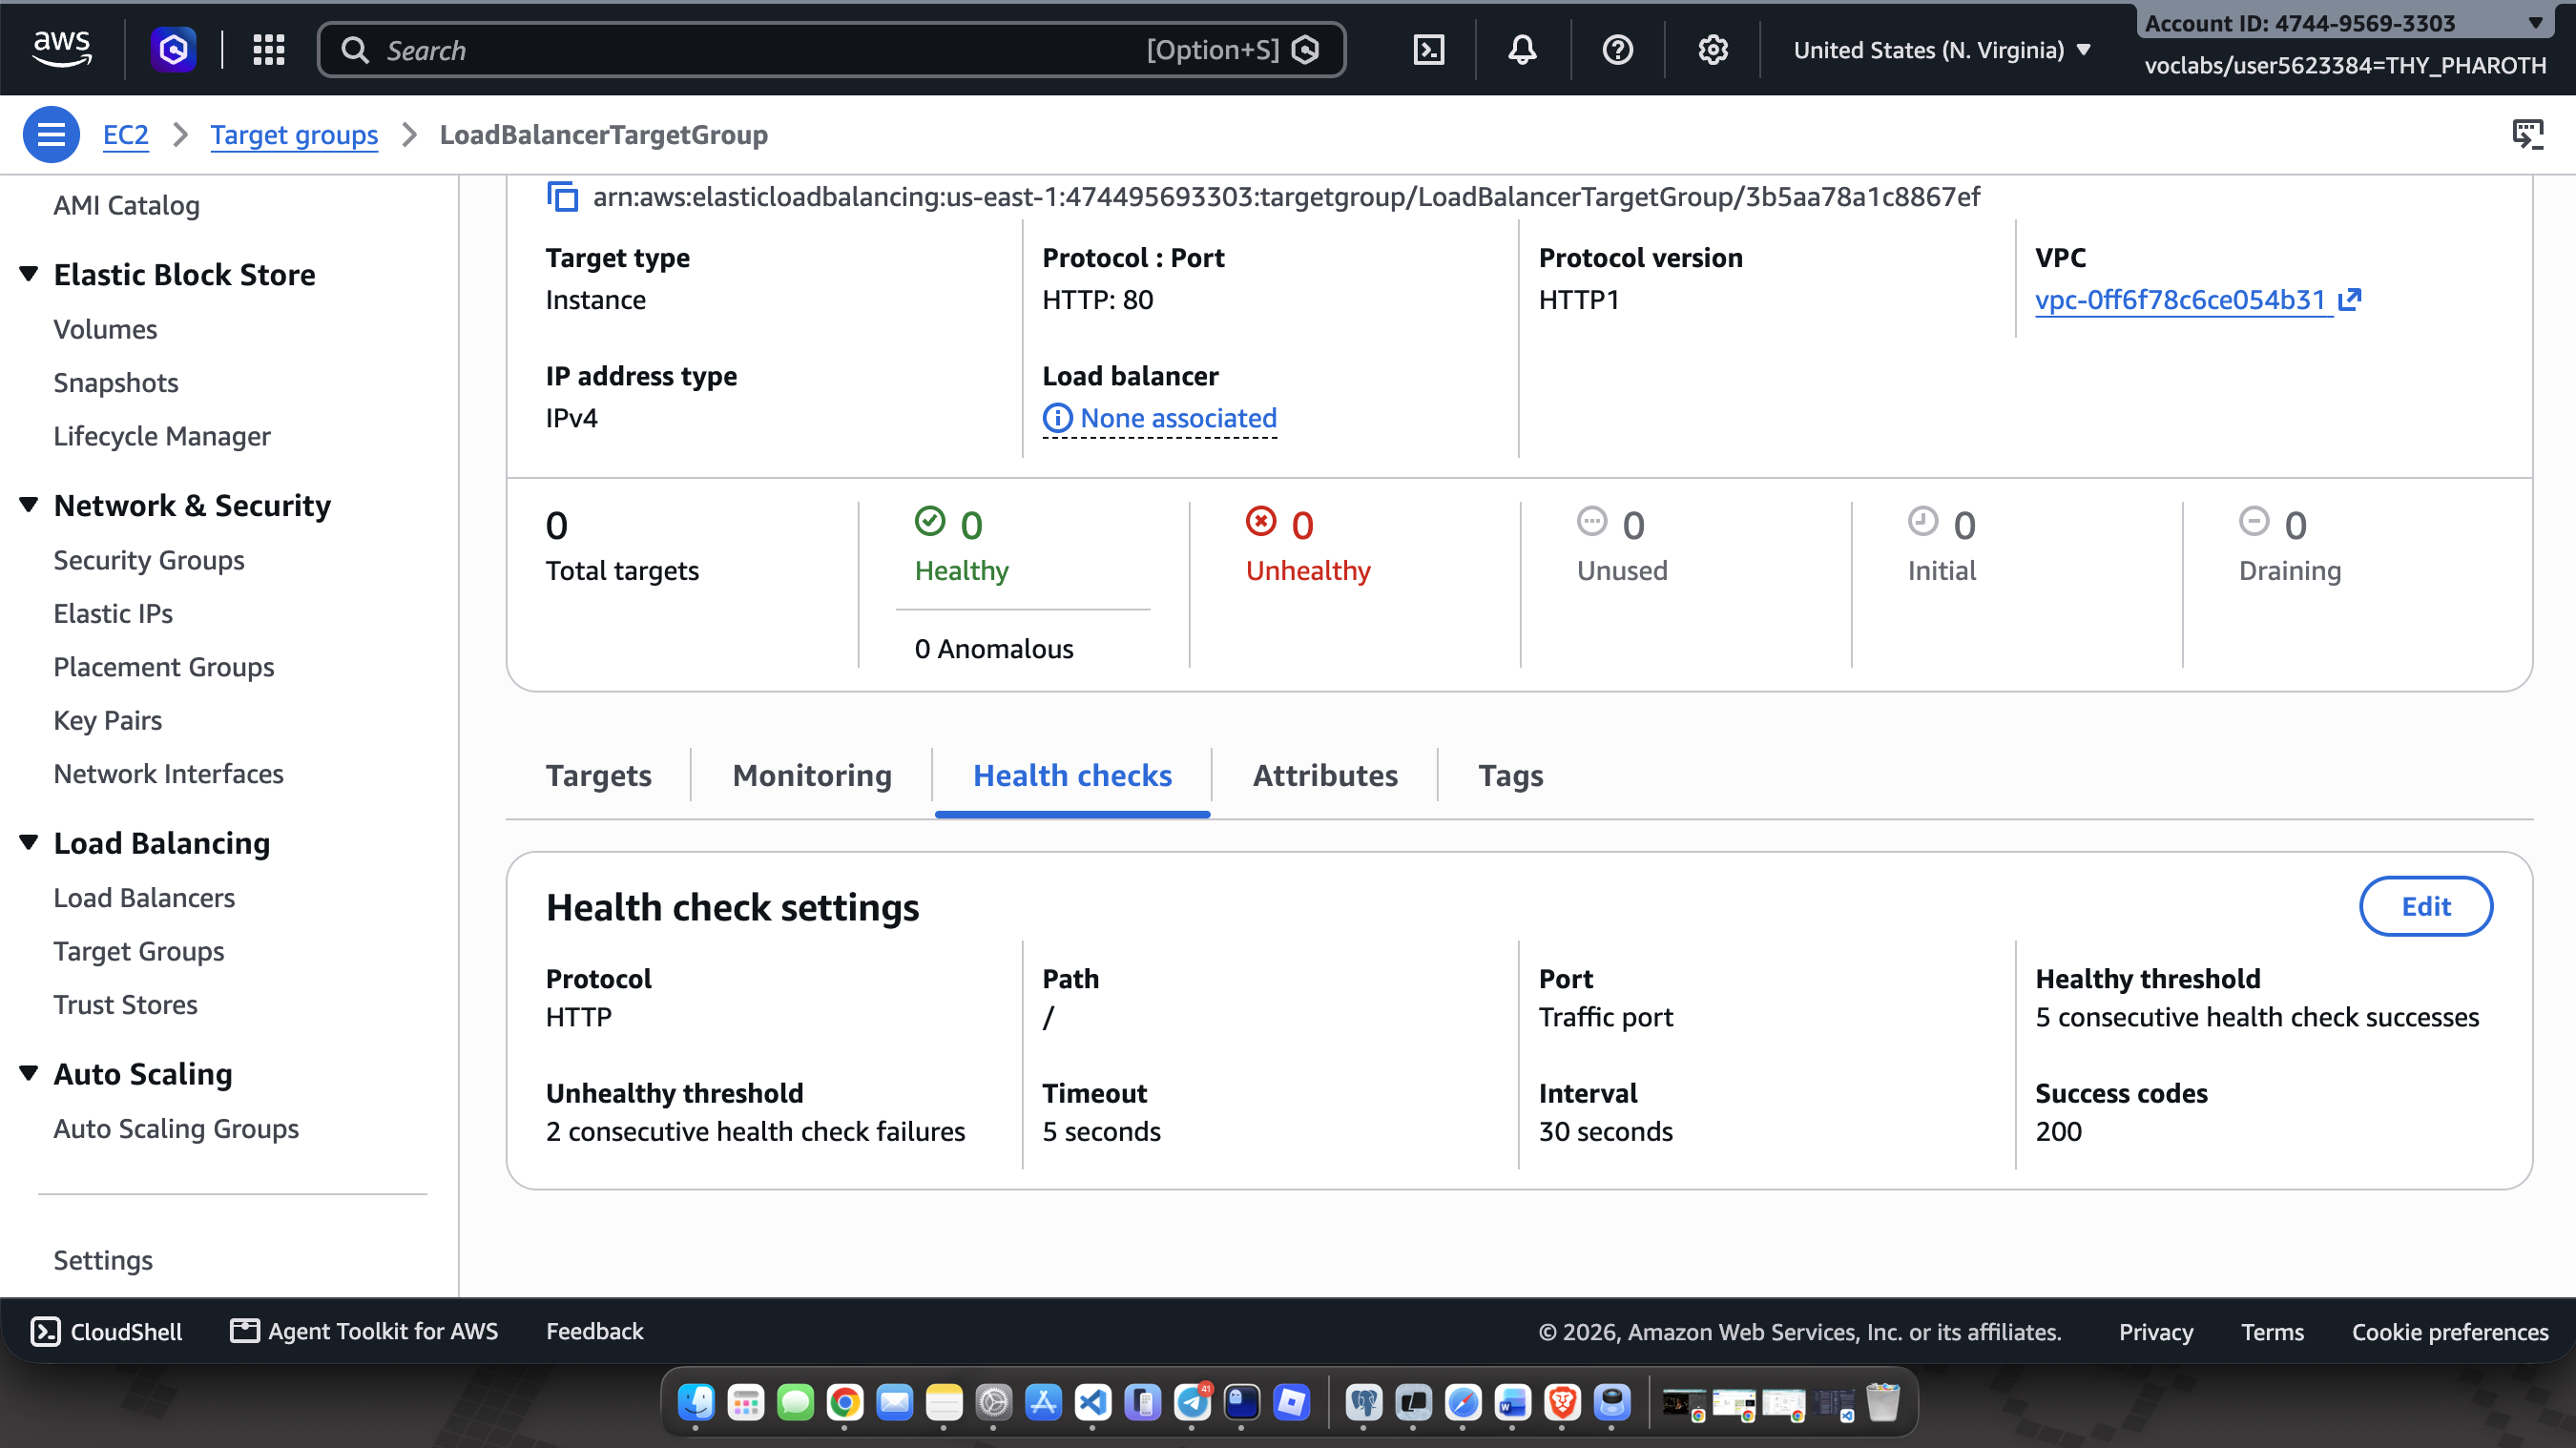 Account ID: 4744-9569-3303
aws
Search
[Option+S]
United States (N. Virginia)
voclabs/user5623384=THY_PHAROTH
EC2
Target groups
LoadBalancerTargetGroup
AMI Catalog
Elastic Block Store
Volumes
Snapshots
Lifecycle Manager
Network & Security
Security Groups
Elastic IPs
Placement Groups
Key Pairs
Network Interfaces
Load Balancing
Load Balancers
Target Groups
Trust Stores
Auto Scaling
Auto Scaling Groups
Settings
arn:aws:elasticloadbalancing:us-east-1:474495693303:targetgroup/LoadBalancerTargetGroup/3b5aa78a1c8867ef
Target type
Instance
Protocol : Port
HTTP: 80
Protocol version
HTTP1
VPC
vpc-0ff6f78c6ce054b31
IP address type
IPv4
Load balancer
None associated
0
Total targets
0
Healthy
0 Anomalous
0
Unhealthy
0
Unused
0
Initial
0
Draining
Targets
Monitoring
Health checks
Attributes
Tags
Health check settings
Edit
Protocol
HTTP
Path
/
Port
Traffic port
Healthy threshold
5 consecutive health check successes
Unhealthy threshold
2 consecutive health check failures
Timeout
5 seconds
Interval
30 seconds
Success codes
200
CloudShell
Agent Toolkit for AWS
Feedback
© 2026, Amazon Web Services, Inc. or its affiliates.
Privacy
Terms
Cookie preferences
41